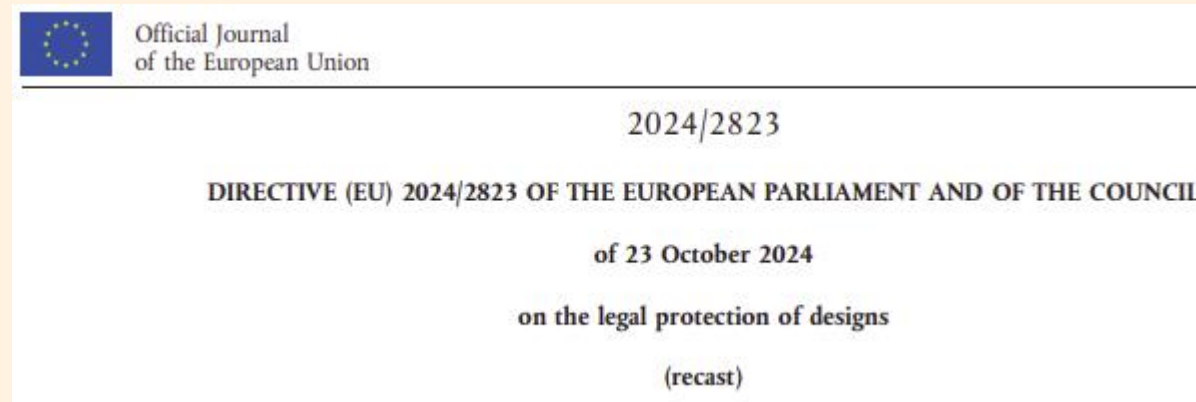 Official Journal
of the European Union
2024/2823
DIRECTIVE (EU) 2024/2823 OF THE EUROPEAN PARLIAMENT AND OF THE COUNCIL
of 23 October 2024
on the legal protection of designs
(recast)